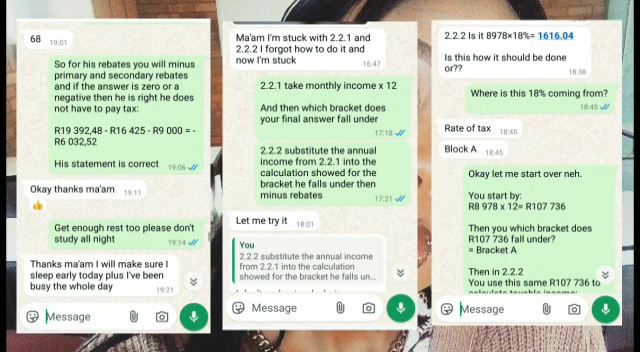 68 19:01
So for his rebates you will minus
primary and secondary rebates
and if the answer is zero or a
negative then he is right he does
not have to pay tax:
R19 392,48 - R16 425 - R9 000 = -
R6 032,52
His statement is correct 19:06
Okay thanks ma'am 19:11
👍
Get enough rest too please don't
study all night
19:14
Thanks ma'am I will make sure I
sleep early today plus I've been
busy the whole day
19:21
Message
Ma'am I'm stuck with 2.2.1 and
2.2.2 I forgot how to do it and
now I'm stuck
16:47
2.2.1 take monthly income x 12
And then which bracket does
your final answer fall under
17:18
2.2.2 substitute the annual
income from 2.2.1 into the
calculation showed for the
bracket he falls under then
minus rebates
17:21
Let me try it 18:01
You
2.2.2 substitute the annual income
from 2.2.1 into the calculation
showed for the bracket he falls un...
Message
2.2.2 Is it 8978×18%= 1616.04
Is this how it should be done
or??
18:38
Where is this 18% coming from?
18:45
Rate of tax 18:45
Block A 18:45
Okay let me start over neh.
You start by:
R8 978 x 12= R107 736
Then you which bracket does
R107 736 fall under?
= Bracket A
Then in 2.2.2
You use this same R107 736 to
calculate taxable income:
Message